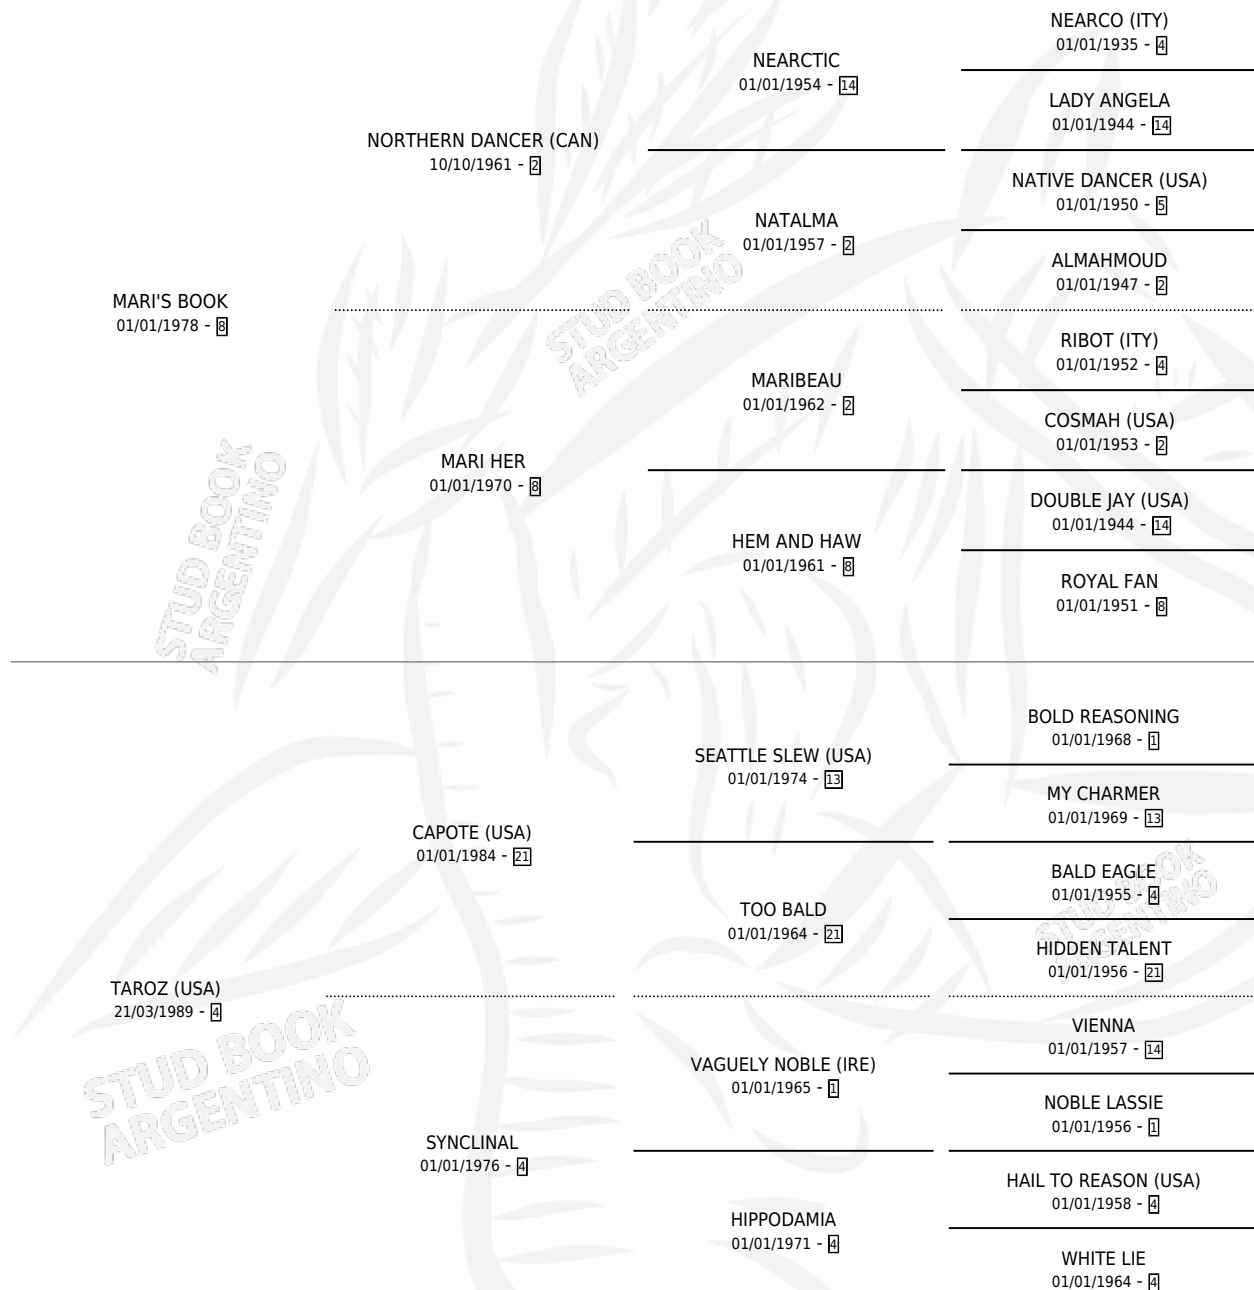 NEARCO (ITY)
01/01/1935 - 4
NEARCTIC
01/01/1954 - 14
LADY ANGELA
01/01/1944 - 14
NORTHERN DANCER (CAN)
10/10/1961 - 2
NATIVE DANCER (USA)
01/01/1950 - 5
NATALMA
01/01/1957 - 2
ALMAHMOUD
01/01/1947 - 2
MARI'S BOOK
01/01/1978 - 8
RIBOT (ITY)
01/01/1952 - 4
MARIBEAU
01/01/1962 - 2
COSMAH (USA)
01/01/1953 - 2
MARI HER
01/01/1970 - 8
DOUBLE JAY (USA)
01/01/1944 - 14
HEM AND HAW
01/01/1961 - 8
ROYAL FAN
01/01/1951 - 8
BOLD REASONING
01/01/1968 - 1
SEATTLE SLEW (USA)
01/01/1974 - 13
MY CHARMER
01/01/1969 - 13
CAPOTE (USA)
01/01/1984 - 21
BALD EAGLE
01/01/1955 - 4
TOO BALD
01/01/1964 - 21
HIDDEN TALENT
01/01/1956 - 21
TAROZ (USA)
21/03/1989 - 4
VIENNA
01/01/1957 - 14
VAGUELY NOBLE (IRE)
01/01/1965 - 1
NOBLE LASSIE
01/01/1956 - 1
SYNCLINAL
01/01/1976 - 4
HAIL TO REASON (USA)
01/01/1958 - 4
HIPPODAMIA
01/01/1971 - 4
WHITE LIE
01/01/1964 - 4
STUD BOOK
ARGENTINO
STUD BOOK
ARGENTINO
STUD BOOK
ARGENTINO
STUD BOOK
ARGENTINO